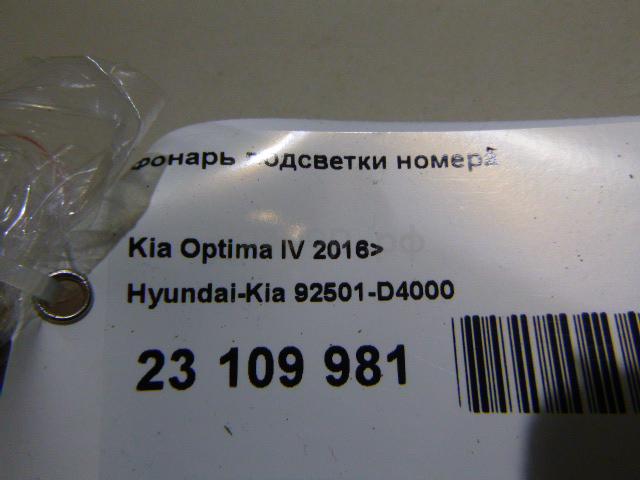 фонарь подсветки номера
Kia Optima IV 2016>
Hyundai-Kia 92501-D4000
23 109 981